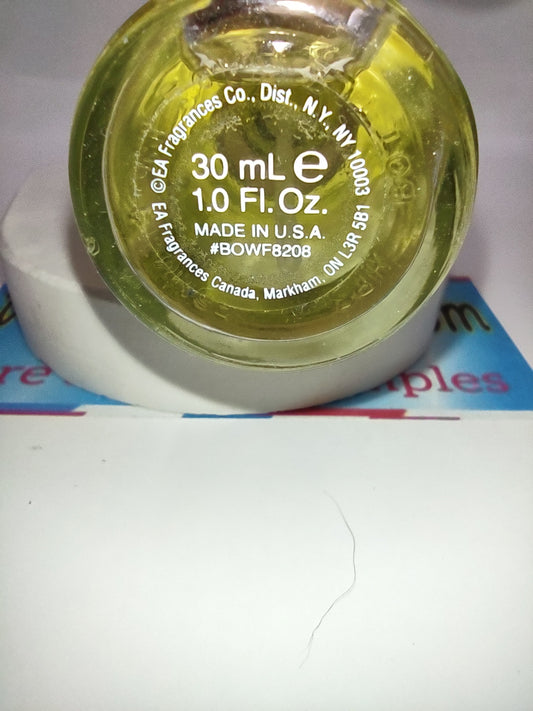 ©EA Fragrances Co., Dist., N.Y., NY 10003
30 mL e
1.0 Fl. Oz.
MADE IN U.S.A.
#BOWF8208
EA Fragrances Canada, Markham, ON L3R 5B1